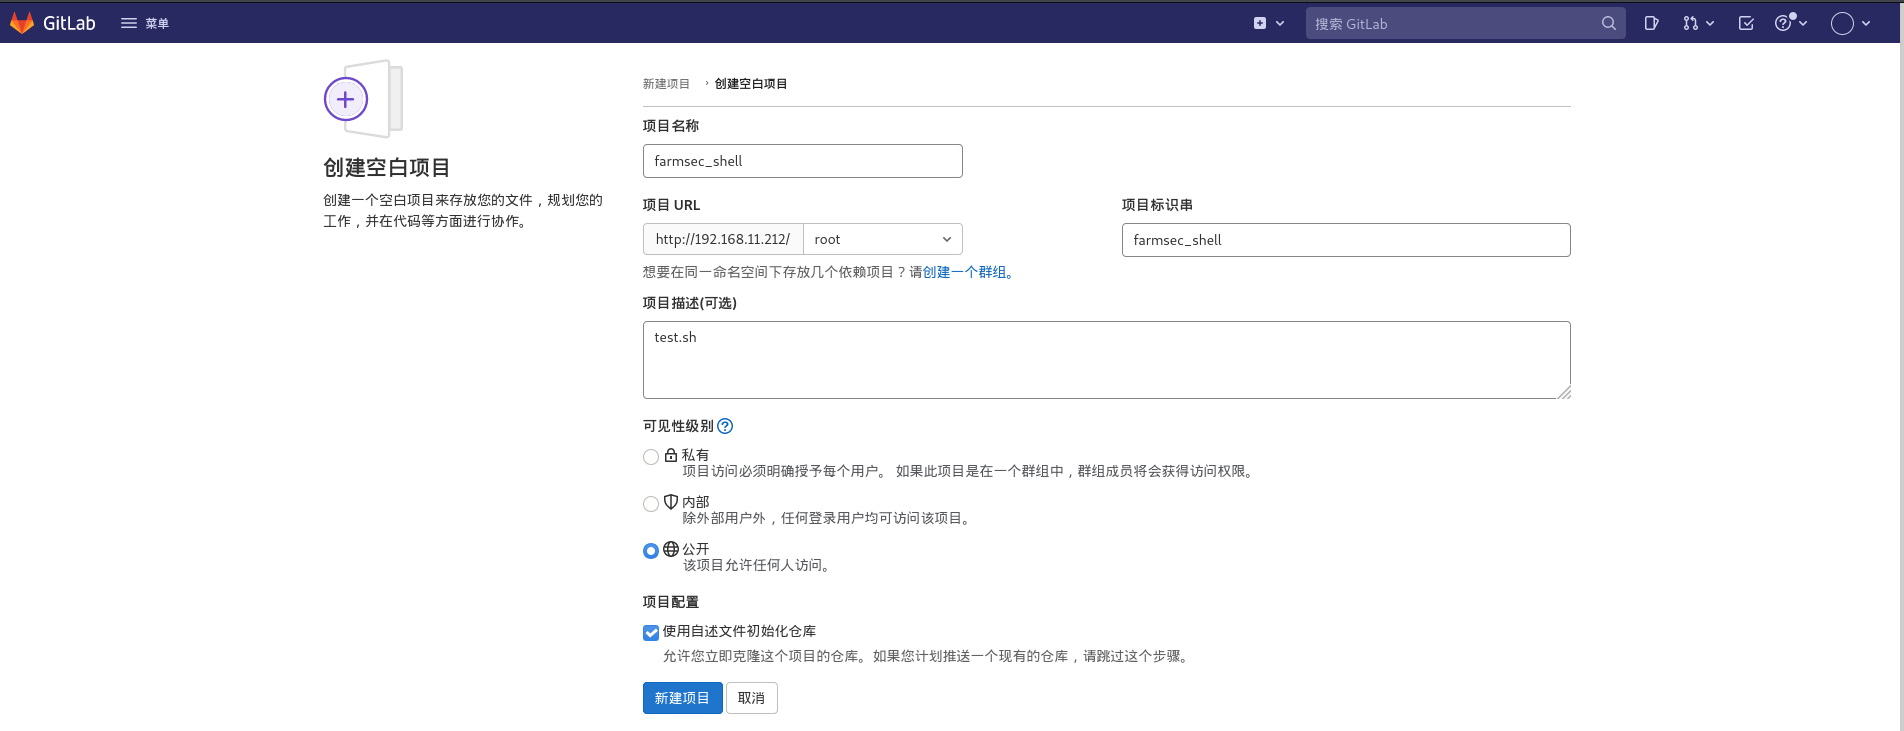 GitLab
菜单
搜索 GitLab
创建空白项目
创建一个空白项目来存放您的文件，规划您的
工作，并在代码等方面进行协作。
新建项目 › 创建空白项目
项目名称
farmsec_shell
项目 URL
http://192.168.11.212/
root
项目标识串
farmsec_shell
想要在同一命名空间下存放几个依赖项目？请创建一个群组。
项目描述(可选)
test.sh
可见性级别
私有
项目访问必须明确授予每个用户。 如果此项目是在一个群组中，群组成员将会获得访问权限。
内部
除外部用户外，任何登录用户均可访问该项目。
公开
该项目允许任何人访问。
项目配置
使用自述文件初始化仓库
允许您立即克隆这个项目的仓库。如果您计划推送一个现有的仓库，请跳过这个步骤。
新建项目
取消